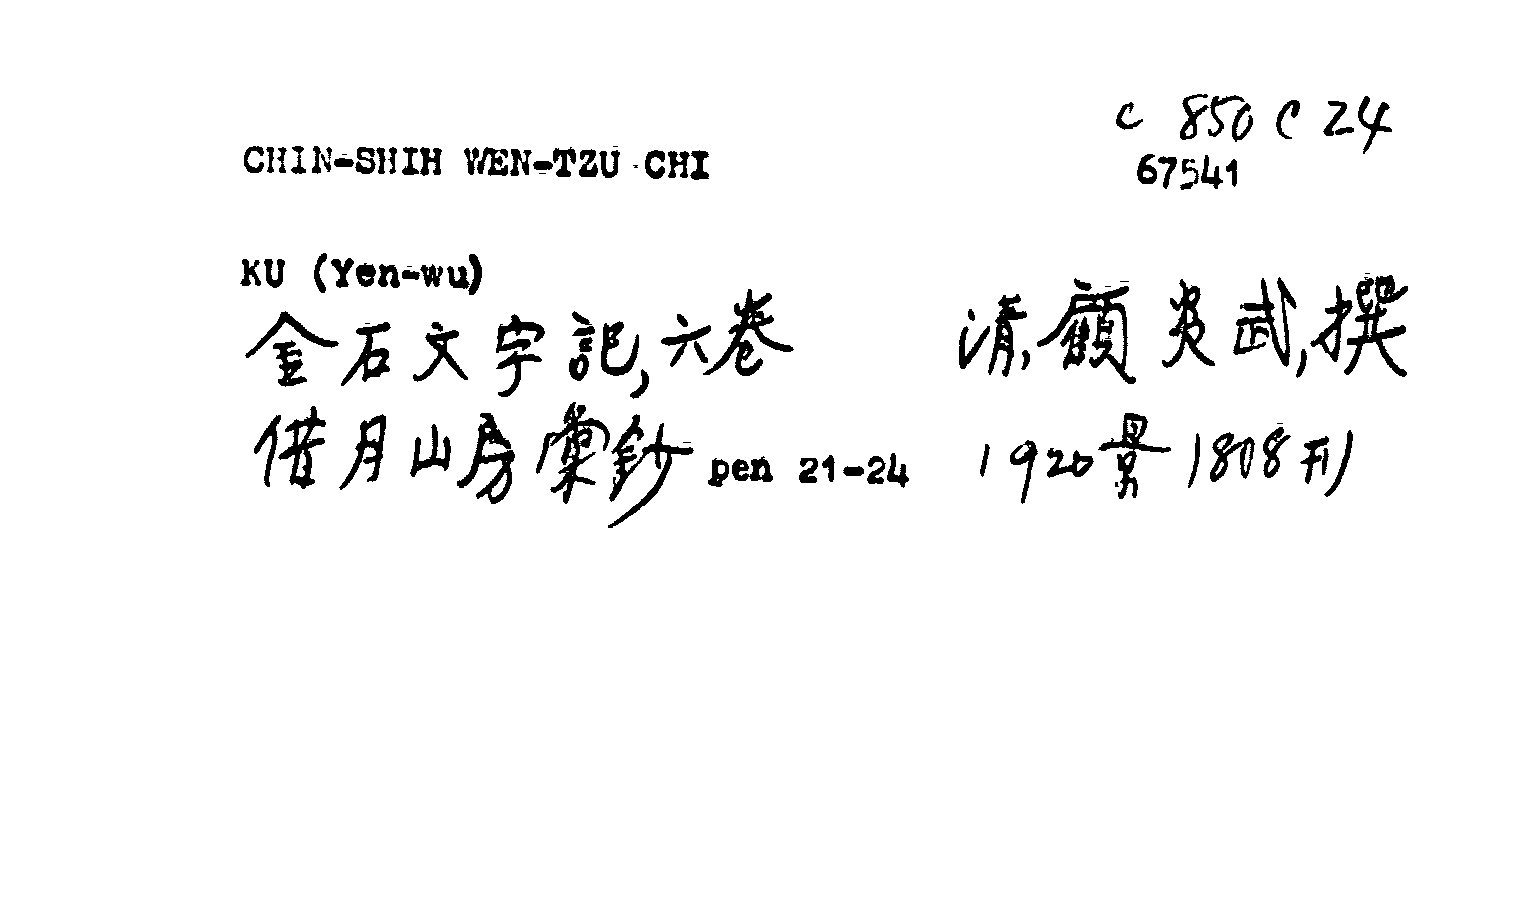 C 850 C 24
CHIN-SHIH WEN-TZU CHI
67541
KU (Yen-wu)
金石文字記,六卷 清,顧炎武,撰
借月山房彙鈔 pen 21-24 1920景1808刊